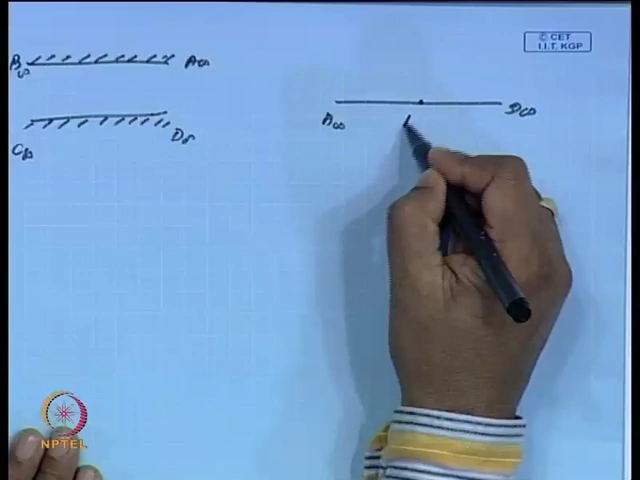 © CET
I.I.T. KGP
B∞ A∞
C∞ D∞
A∞ D∞
NPTEL